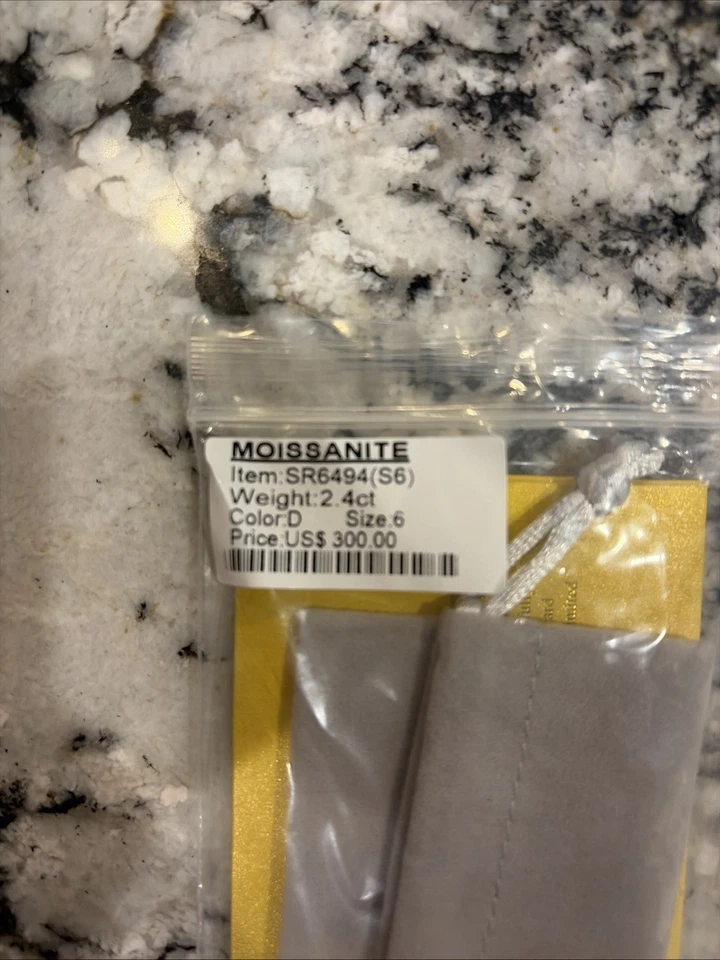 MOISSANITE
Item:SR6494(S6)
Weight:2.4ct
Color:D Size:6
Price:US$ 300.00